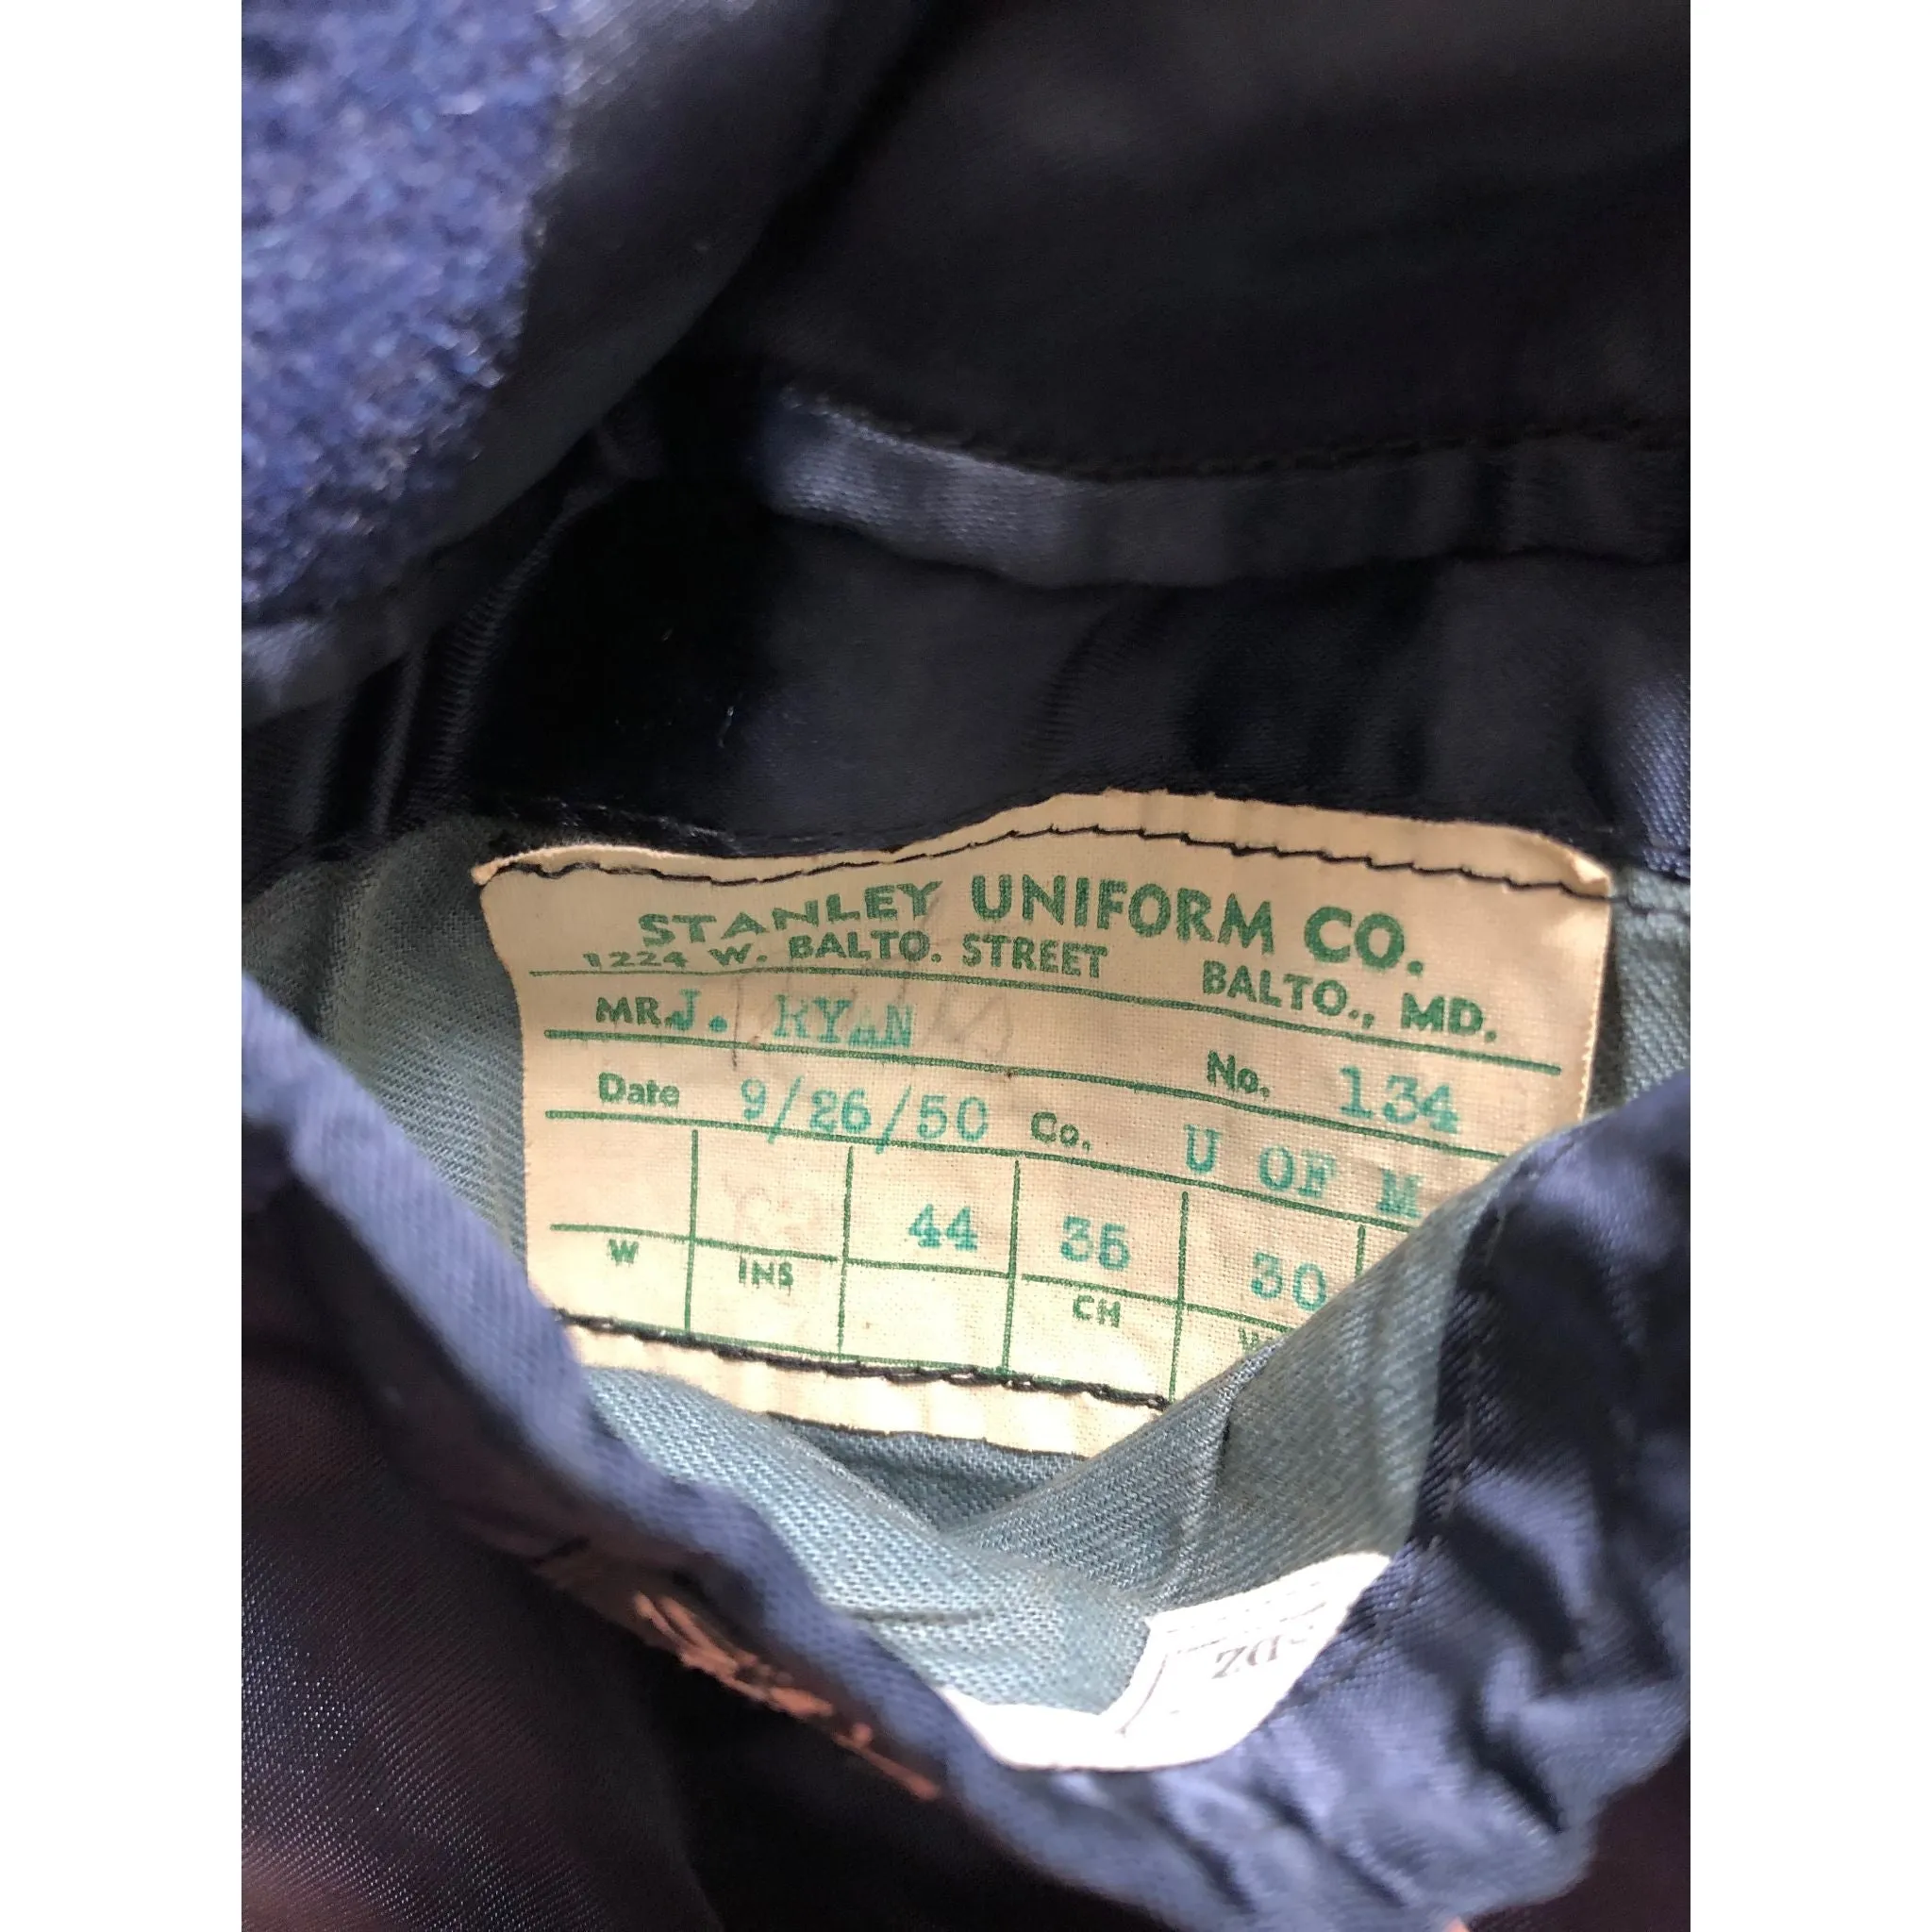 STANLEY UNIFORM CO.
1224 W. BALTO. STREET BALTO., MD.
MR. J. RYAN No. 134
Date 9/26/50 Co. U OF M
44 36 30
W INS CH